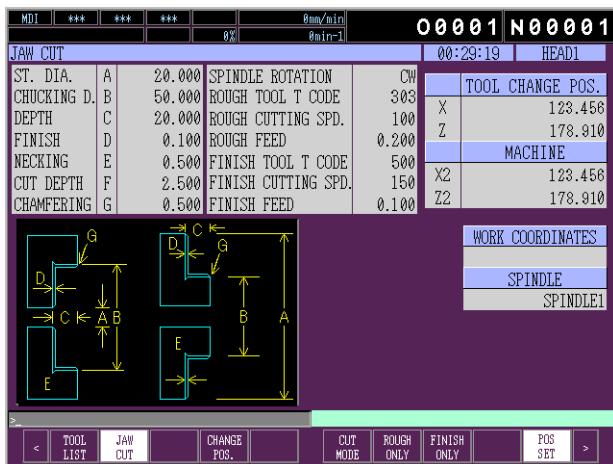 MDI *** *** *** 0mm/min O0001 N00001
0% 0min-1
JAW CUT 00:29:19 HEAD1
ST. DIA. A 20.000 SPINDLE ROTATION CW
CHUCKING D. B 50.000 ROUGH TOOL T CODE 303
DEPTH C 20.000 ROUGH CUTTING SPD. 100
FINISH D 0.100 ROUGH FEED 0.200
NECKING E 0.500 FINISH TOOL T CODE 500
CUT DEPTH F 2.500 FINISH CUTTING SPD. 150
CHAMFERING G 0.500 FINISH FEED 0.100
TOOL CHANGE POS.
X 123.456
Z 178.910
MACHINE
X2 123.456
Z2 178.910
WORK COORDINATES
SPINDLE
SPINDLE1
G C D G
D
C A B B A
E
E
>_
< TOOL LIST JAW CUT CHANGE POS. CUT MODE ROUGH ONLY FINISH ONLY POS SET >